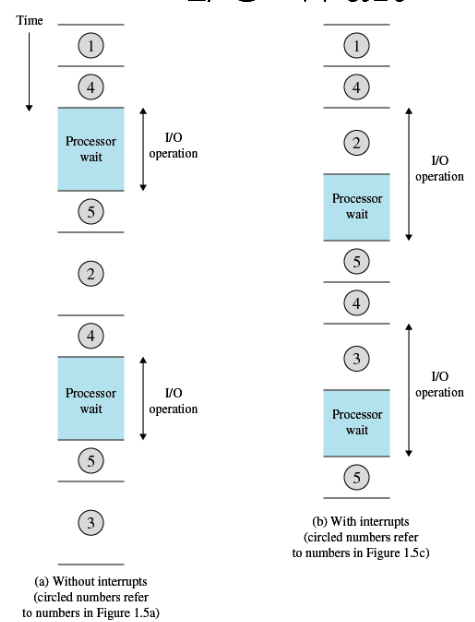 Time
1
4
Processor
wait
I/O
operation
5
2
4
Processor
wait
I/O
operation
5
3
(a) Without interrupts
(circled numbers refer
to numbers in Figure 1.5a)
1
4
2
I/O
operation
Processor
wait
5
4
3
I/O
operation
Processor
wait
5
(b) With interrupts
(circled numbers refer
to numbers in Figure 1.5c)